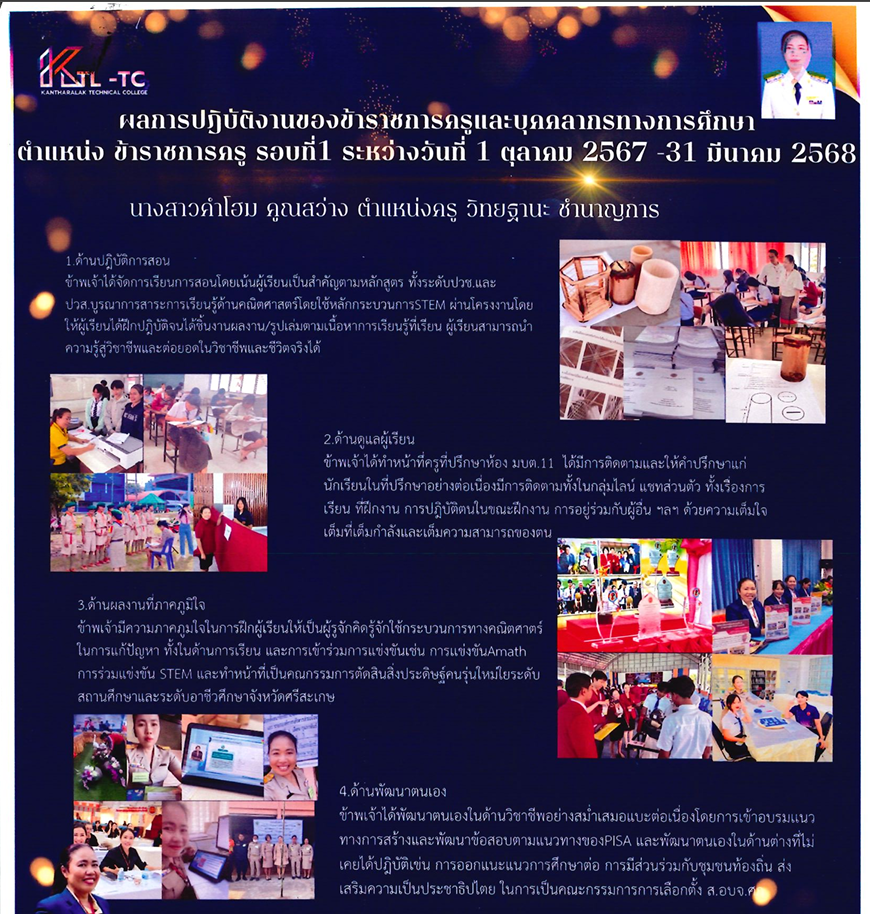 KTL -TC
KANTHARALAK TECHNICAL COLLEGE
ผลการปฏิบัติงานของข้าราชการครูและบุคคลากรทางการศึกษา
ตำแหน่ง ข้าราชการครู รอบที่1 ระหว่างวันที่ 1 ตุลาคม 2567 -31 มีนาคม 2568
นางสาวคำโฮม คูณสว่าง ตำแหน่งครู วิทยฐานะ ชำนาญการ
1.ด้านปฏิบัติการสอน
ข้าพเจ้าได้จัดการเรียนการสอนโดยเน้นผู้เรียนเป็นสำคัญตามหลักสูตร ทั้งระดับปวช.และ
ปวส.บูรณาการสาระการเรียนรู้ด้านคณิตศาสตร์โดยใช้หลักกระบวนการSTEM ผ่านโครงงานโดย
ให้ผู้เรียนได้ฝึกปฏิบัติจนได้ชิ้นงานผลงาน/รูปเล่มตามเนื้อหาการเรียนรู้ที่เรียน ผู้เรียนสามารถนำ
ความรู้สู่วิชาชีพและต่อยอดในวิชาชีพและชีวิตจริงได้
2.ด้านดูแลผู้เรียน
ข้าพเจ้าได้ทำหน้าที่ครูที่ปรึกษาห้อง มบต.11 ได้มีการติดตามและให้คำปรึกษาแก่
นักเรียนในที่ปรึกษาอย่างต่อเนื่องมีการติดตามทั้งในกลุ่มไลน์ แชทส่วนตัว ทั้งเรื่องการ
เรียน ที่ฝึกงาน การปฏิบัติตนในขณะฝึกงาน การอยู่ร่วมกับผู้อื่น ฯลฯ ด้วยความเต็มใจ
เต็มที่เต็มกำลังและเต็มความสามารถของตน
3.ด้านผลงานที่ภาคภูมิใจ
ข้าพเจ้ามีความภาคภูมิใจในการฝึกผู้เรียนให้เป็นผู้รู้จักคิดรู้จักใช้กระบวนการทางคณิตศาตร์
ในการแก้ปัญหา ทั้งในด้านการเรียน และการเข้าร่วมการแข่งขันเช่น การแข่งขันAmath
การร่วมแข่งขัน STEM และทำหน้าที่เป็นคณกรรมการตัดสินสิ่งประดิษฐ์คนรุ่นใหม่ใยระดับ
สถานศึกษาและระดับอาชีวศึกษาจังหวัดศรีสะเกษ
4.ด้านพัฒนาตนเอง
ข้าพเจ้าได้พัฒนาตนเองในด้านวิชาชีพอย่างสม่ำเสมอแบะต่อเนื่องโดยการเข้าอบรมแนว
ทางการสร้างและพัฒนาข้อสอบตามแนวทางของPISA และพัฒนาตนเองในด้านต่างที่ไม่
เคยได้ปฏิบัติเช่น การออกแนะแนวการศึกษาต่อ การมีส่วนร่วมกับชุมชนท้องถิ่น ส่ง
เสริมความเป็นประชาธิปไตย ในการเป็นคณะกรรมการการเลือกตั้ง ส.อบจ.